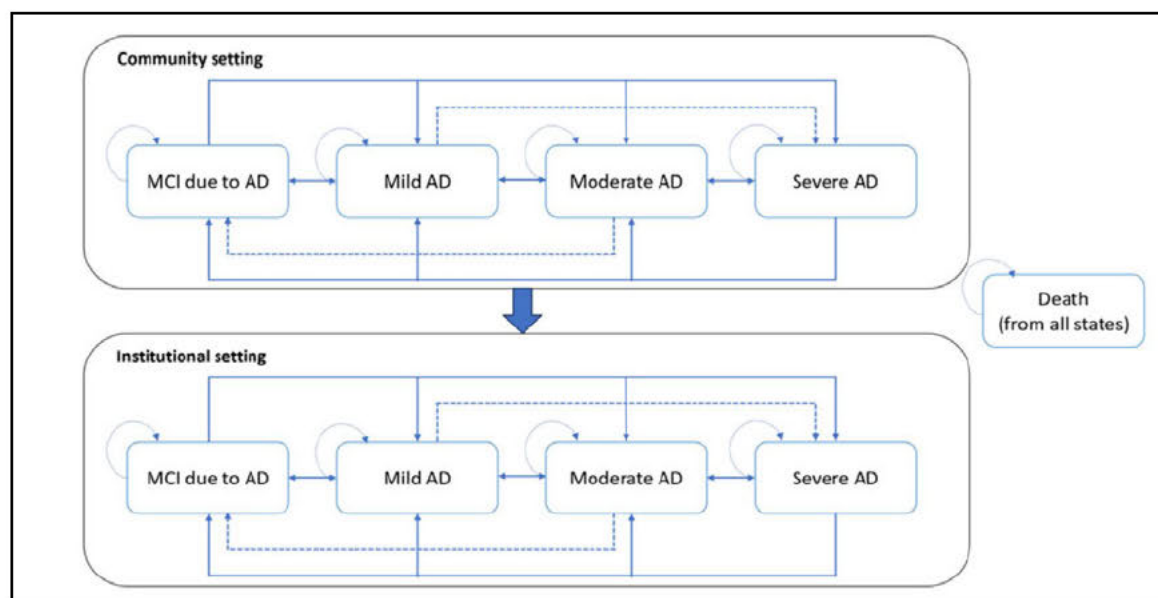 Community setting
MCI due to AD
Mild AD
Moderate AD
Severe AD
Death
(from all states)
Institutional setting
MCI due to AD
Mild AD
Moderate AD
Severe AD